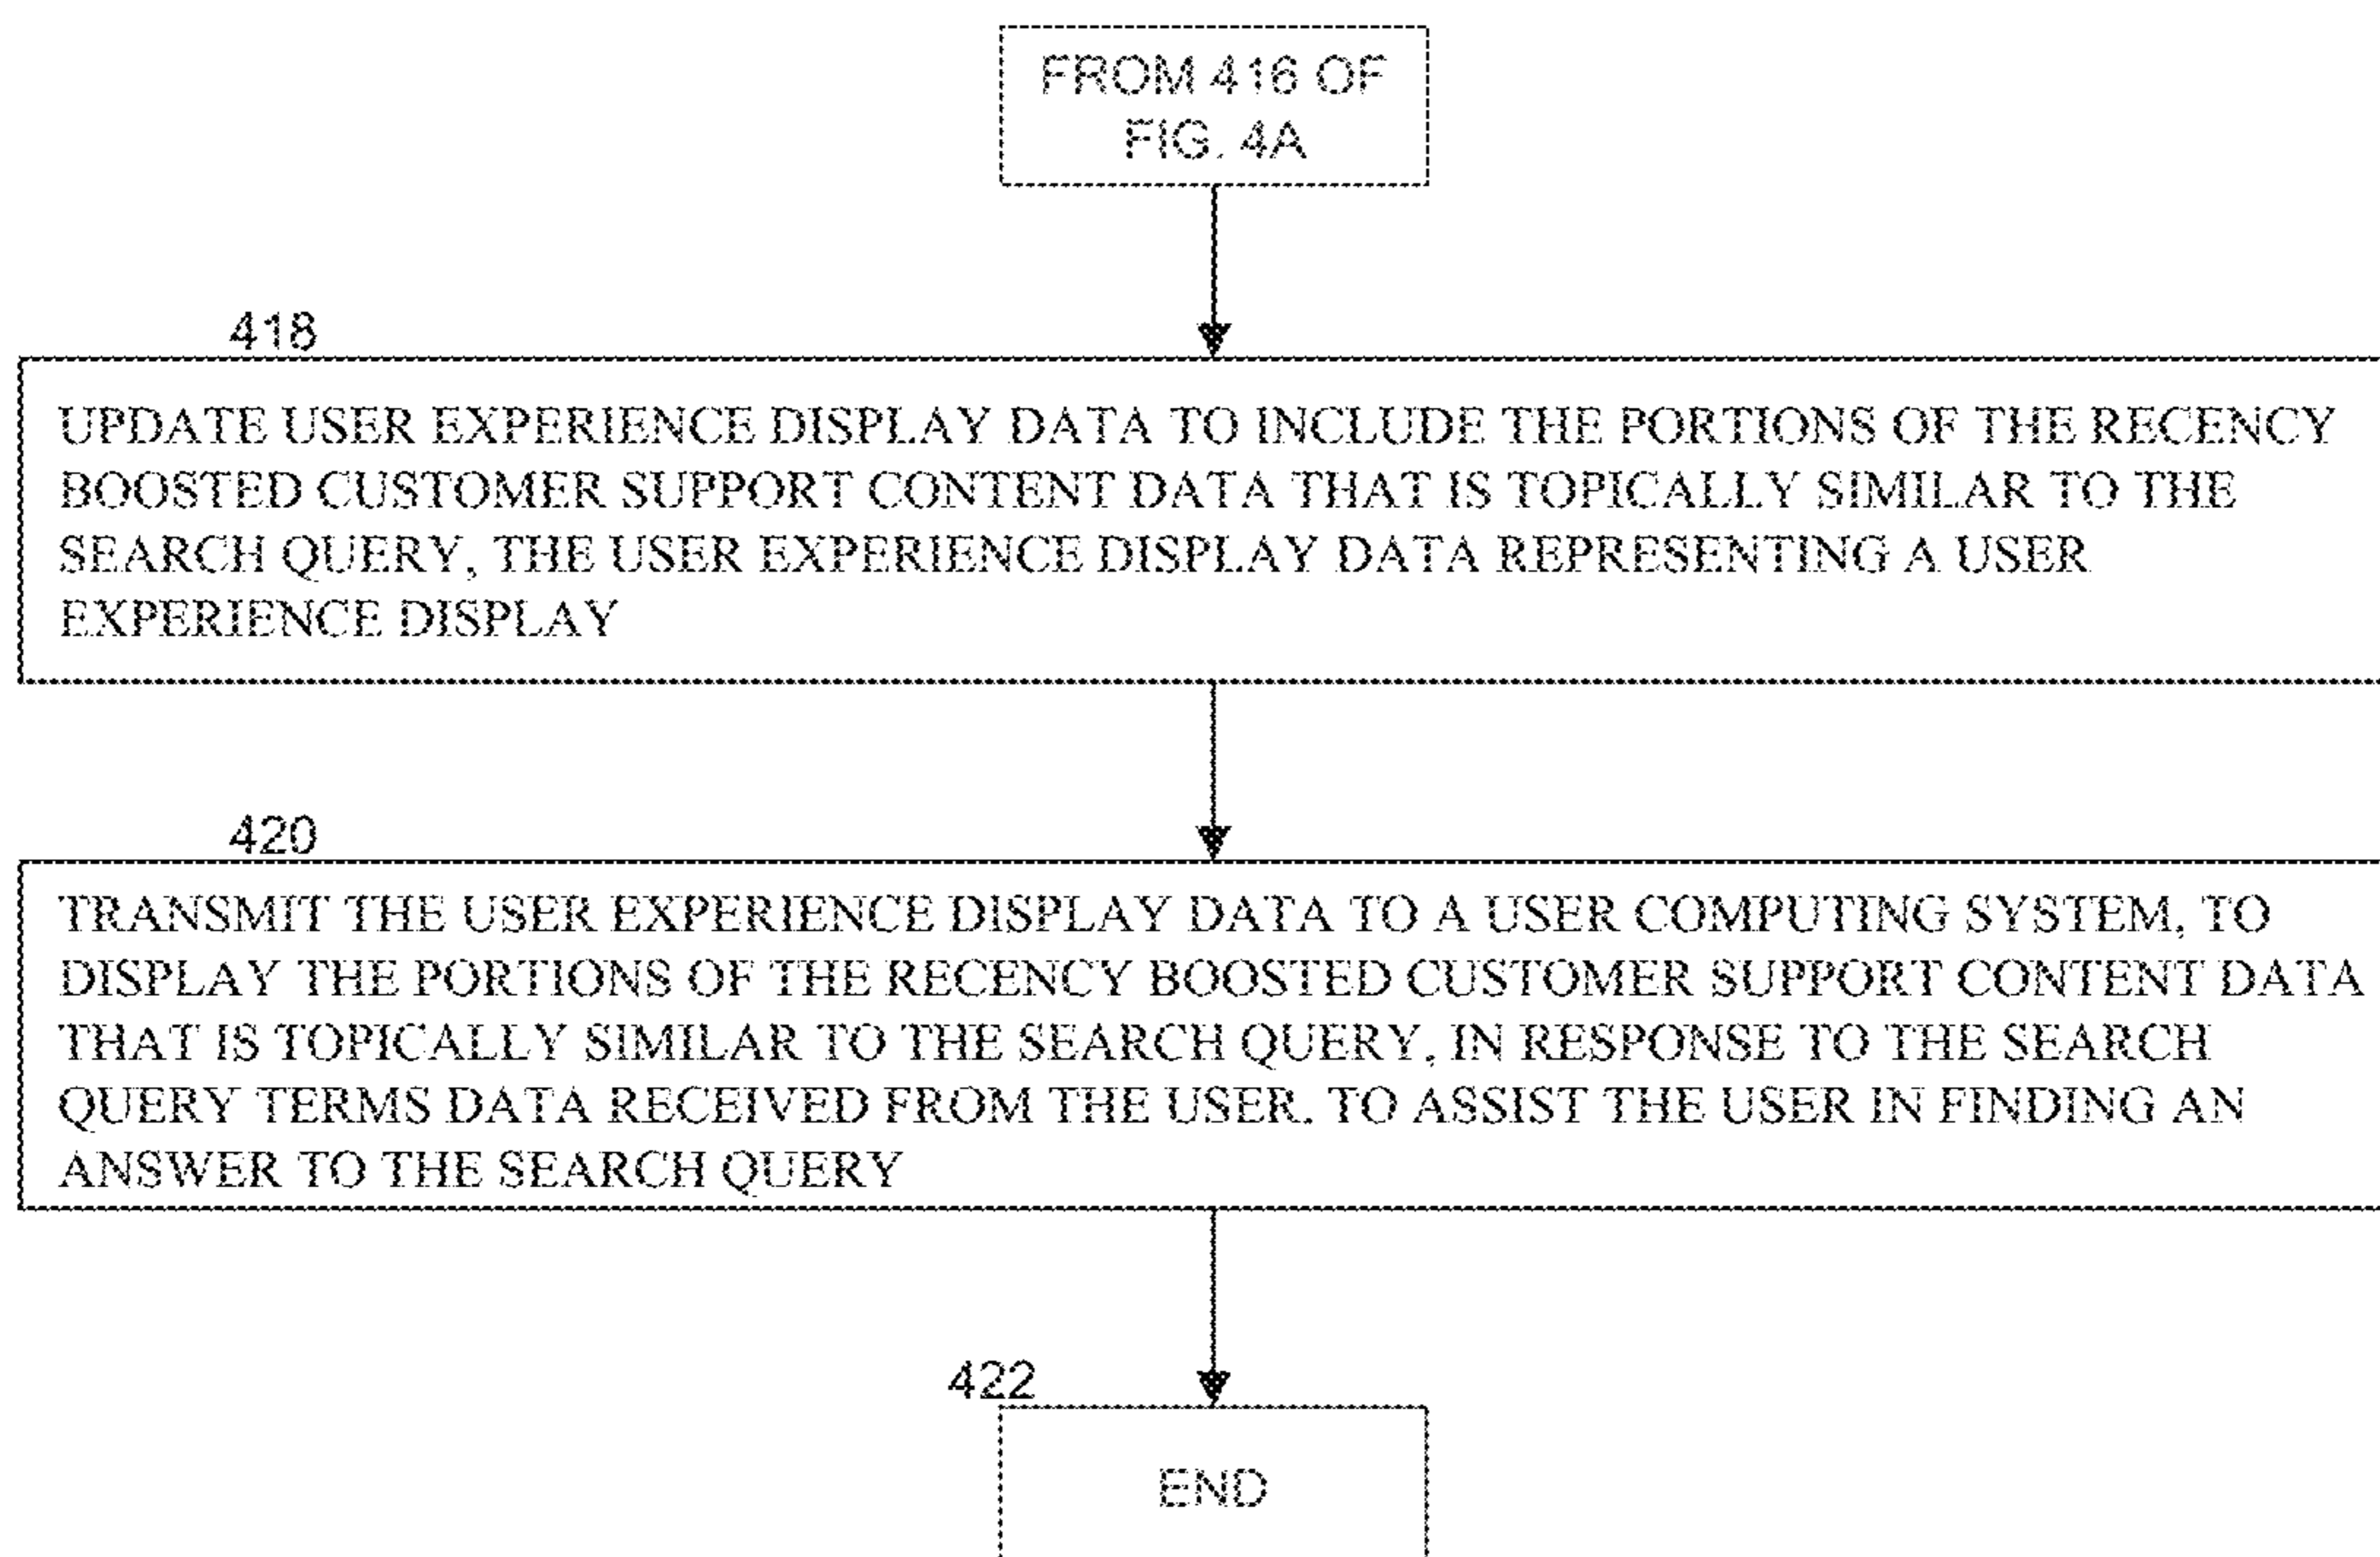 FROM 416 OF
FIG. 4A
418
UPDATE USER EXPERIENCE DISPLAY DATA TO INCLUDE THE PORTIONS OF THE RECENCY
BOOSTED CUSTOMER SUPPORT CONTENT DATA THAT IS TOPICALLY SIMILAR TO THE
SEARCH QUERY, THE USER EXPERIENCE DISPLAY DATA REPRESENTING A USER
EXPERIENCE DISPLAY
420
TRANSMIT THE USER EXPERIENCE DISPLAY DATA TO A USER COMPUTING SYSTEM, TO
DISPLAY THE PORTIONS OF THE RECENCY BOOSTED CUSTOMER SUPPORT CONTENT DATA
THAT IS TOPICALLY SIMILAR TO THE SEARCH QUERY, IN RESPONSE TO THE SEARCH
QUERY TERMS DATA RECEIVED FROM THE USER, TO ASSIST THE USER IN FINDING AN
ANSWER TO THE SEARCH QUERY
422
END